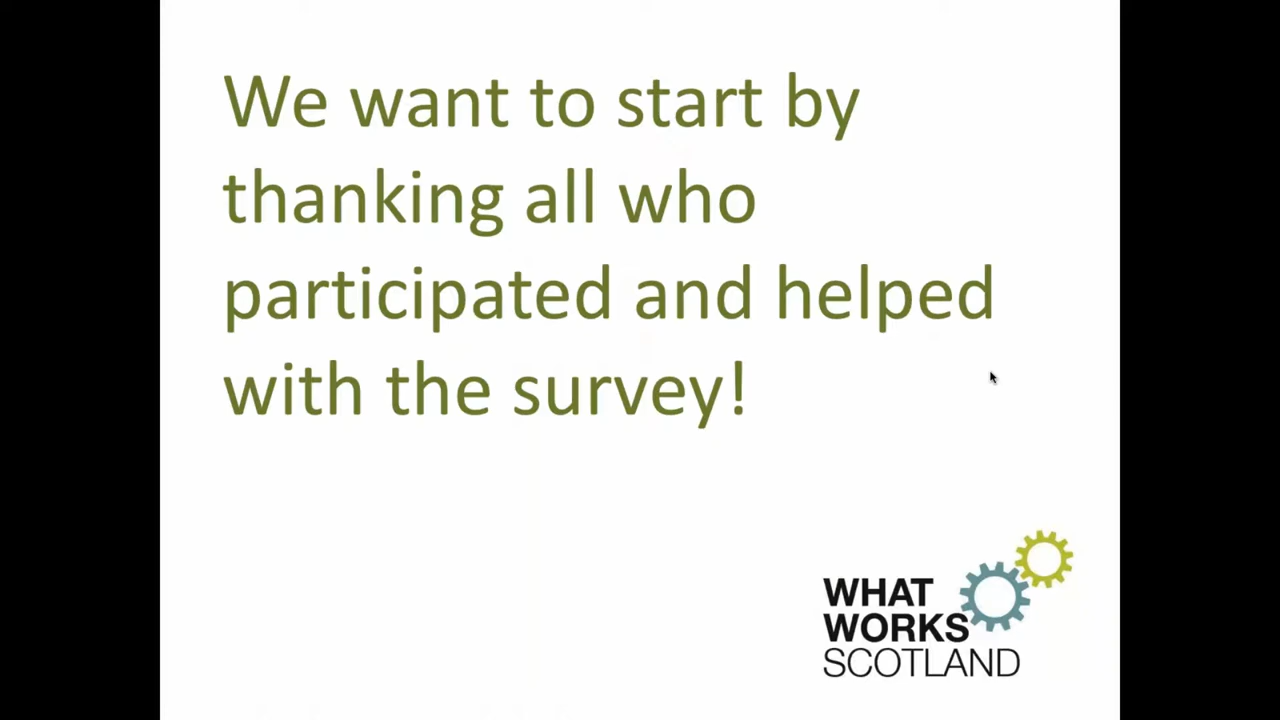 We want to start by
thanking all who
participated and helped
with the survey!
WHAT
WORKS
SCOTLAND